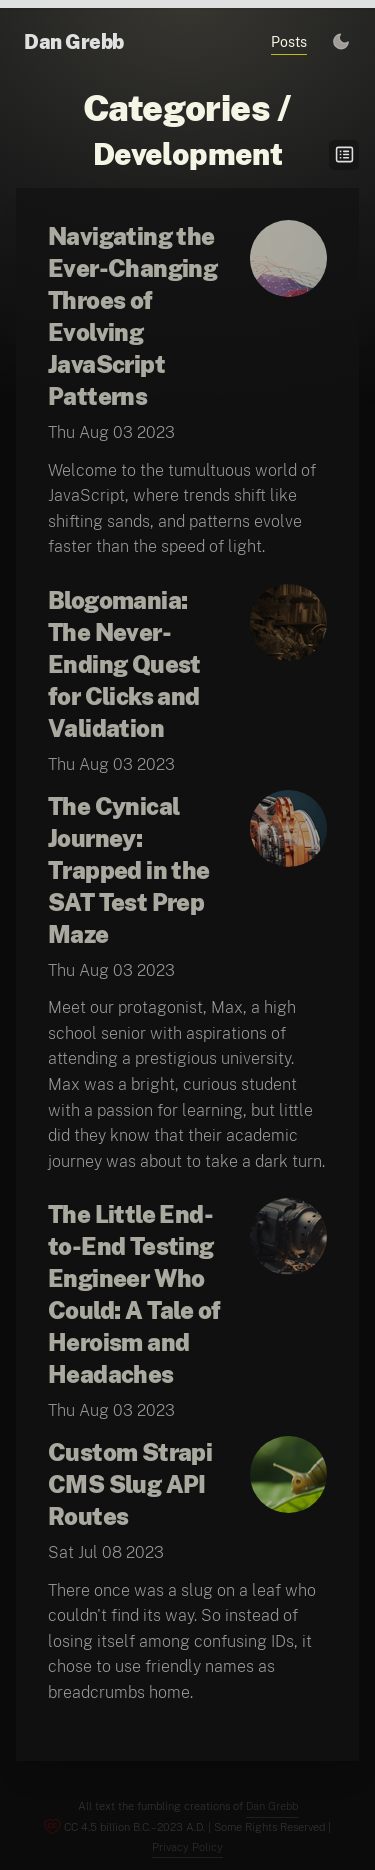 Dan Grebb
Posts
Categories /
Development
Navigating the
Ever-Changing
Throes of
Evolving
JavaScript
Patterns
Thu Aug 03 2023
Welcome to the tumultuous world of
JavaScript, where trends shift like
shifting sands, and patterns evolve
faster than the speed of light.
Blogomania:
The Never-
Ending Quest
for Clicks and
Validation
Thu Aug 03 2023
The Cynical
Journey:
Trapped in the
SAT Test Prep
Maze
Thu Aug 03 2023
Meet our protagonist, Max, a high
school senior with aspirations of
attending a prestigious university.
Max was a bright, curious student
with a passion for learning, but little
did they know that their academic
journey was about to take a dark turn.
The Little End-
to-End Testing
Engineer Who
Could: A Tale of
Heroism and
Headaches
Thu Aug 03 2023
Custom Strapi
CMS Slug API
Routes
Sat Jul 08 2023
There once was a slug on a leaf who
couldn't find its way. So instead of
losing itself among confusing IDs, it
chose to use friendly names as
breadcrumbs home.
All text the fumbling creations of Dan Grebb
CC 4.5 billion B.C.–2023 A.D. | Some Rights Reserved |
Privacy Policy